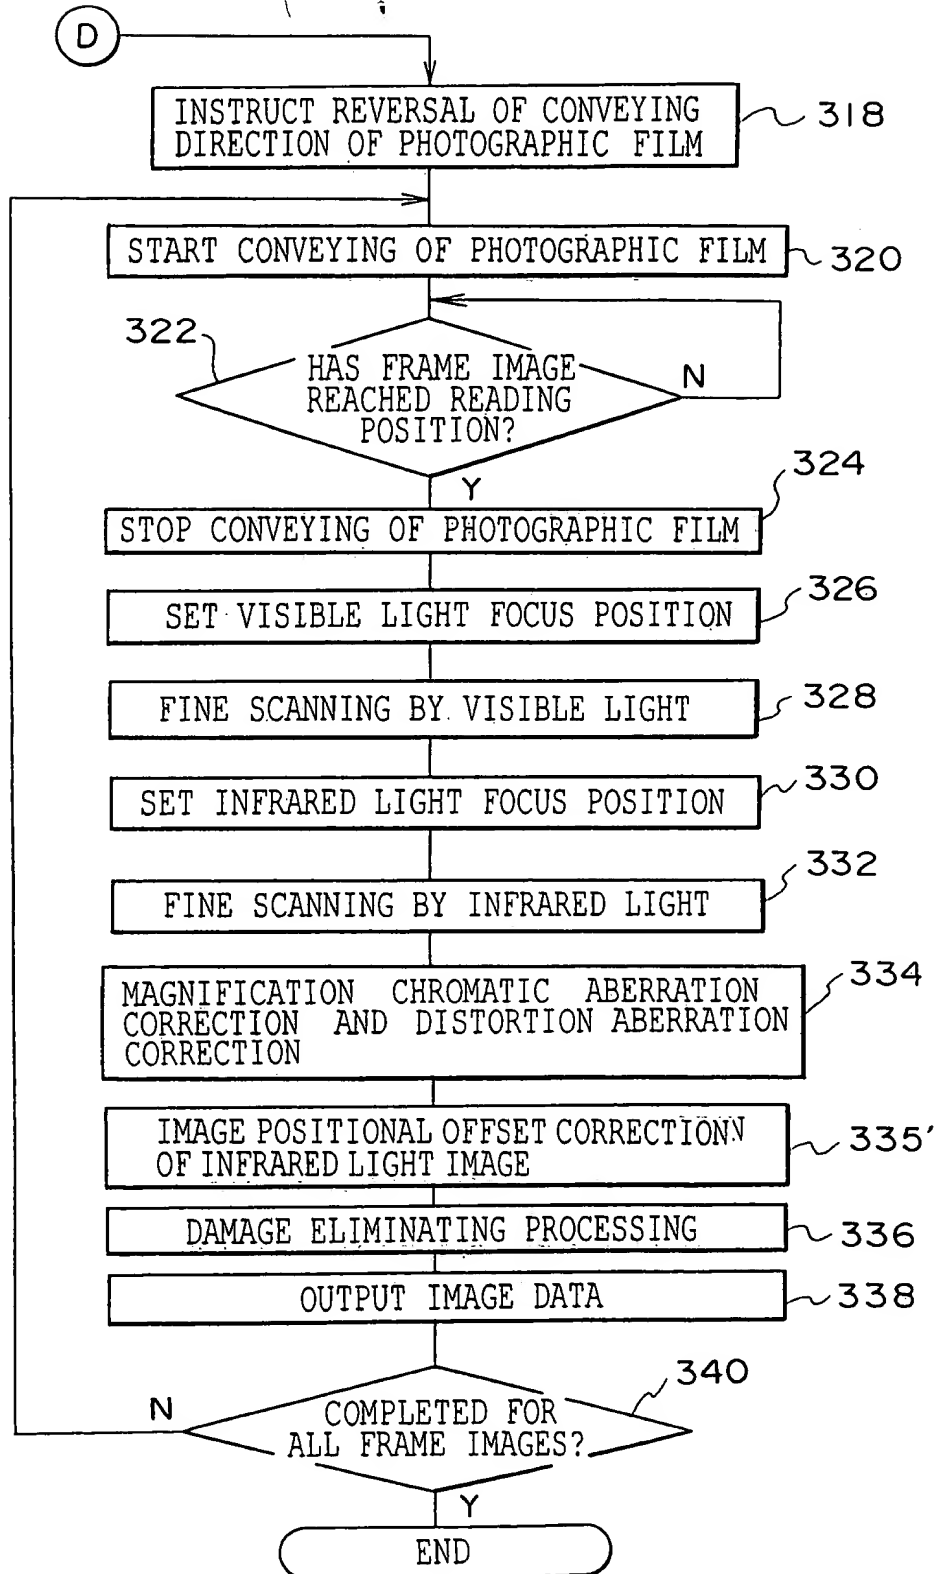 D
INSTRUCT REVERSAL OF CONVEYING
DIRECTION OF PHOTOGRAPHIC FILM
318
START CONVEYING OF PHOTOGRAPHIC FILM
320
322
HAS FRAME IMAGE
REACHED READING
POSITION?
N
Y
324
STOP CONVEYING OF PHOTOGRAPHIC FILM
326
SET VISIBLE LIGHT FOCUS POSITION
328
FINE SCANNING BY VISIBLE LIGHT
330
SET INFRARED LIGHT FOCUS POSITION
332
FINE SCANNING BY INFRARED LIGHT
334
MAGNIFICATION CHROMATIC ABERRATION
CORRECTION AND DISTORTION ABERRATION
CORRECTION
IMAGE POSITIONAL OFFSET CORRECTION
OF INFRARED LIGHT IMAGE
335'
DAMAGE ELIMINATING PROCESSING
336
OUTPUT IMAGE DATA
338
340
COMPLETED FOR
ALL FRAME IMAGES?
N
Y
END